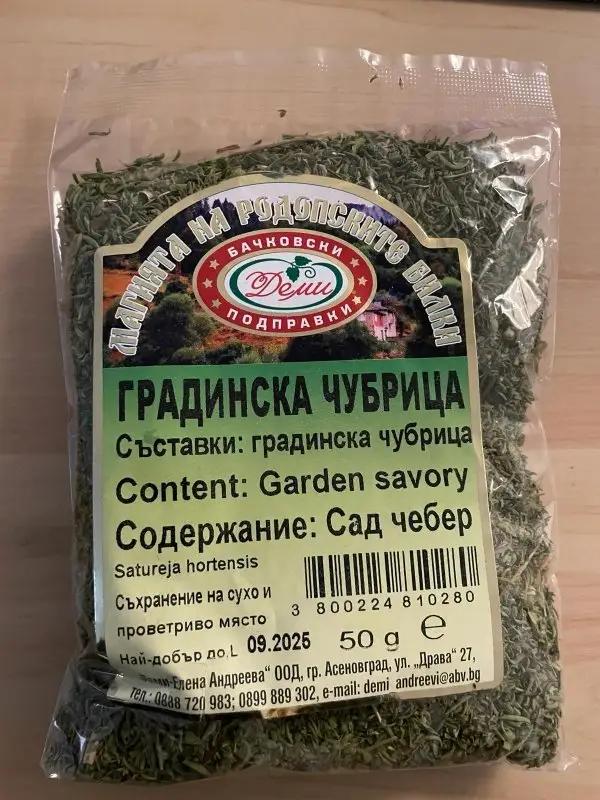 МАГИЯТА НА РОДОПСКИТЕ БИЛКИ
БАЧКОВСКИ
Деми
ПОДПРАВКИ
ГРАДИНСКА ЧУБРИЦА
Съставки: градинска чубрица
Content: Garden savory
Содержание: Сад чебер
Satureja hortensis
Съхранение на сухо и
проветриво място
3 800224 810280
Най-добър до,L 09.2025 50 g e
Елена Андреева“ ООД, гр. Асеновград, ул. „Драва“ 27,
тел.: 0888 720 983; 0899 889 302, e-mail: demi_andreevi@abv.bg